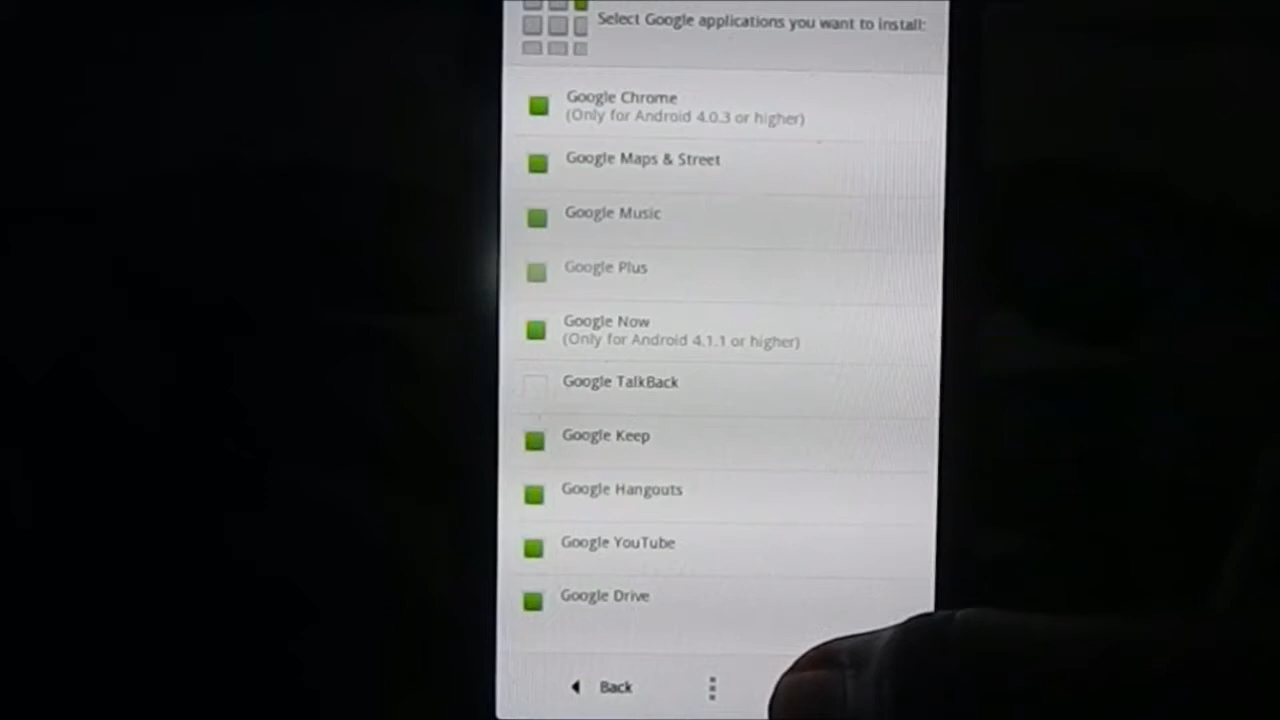 Select Google applications you want to install:
Google Chrome
(Only for Android 4.0.3 or higher)
Google Maps & Street
Google Music
Google Plus
Google Now
(Only for Android 4.1.1 or higher)
Google TalkBack
Google Keep
Google Hangouts
Google YouTube
Google Drive
Back